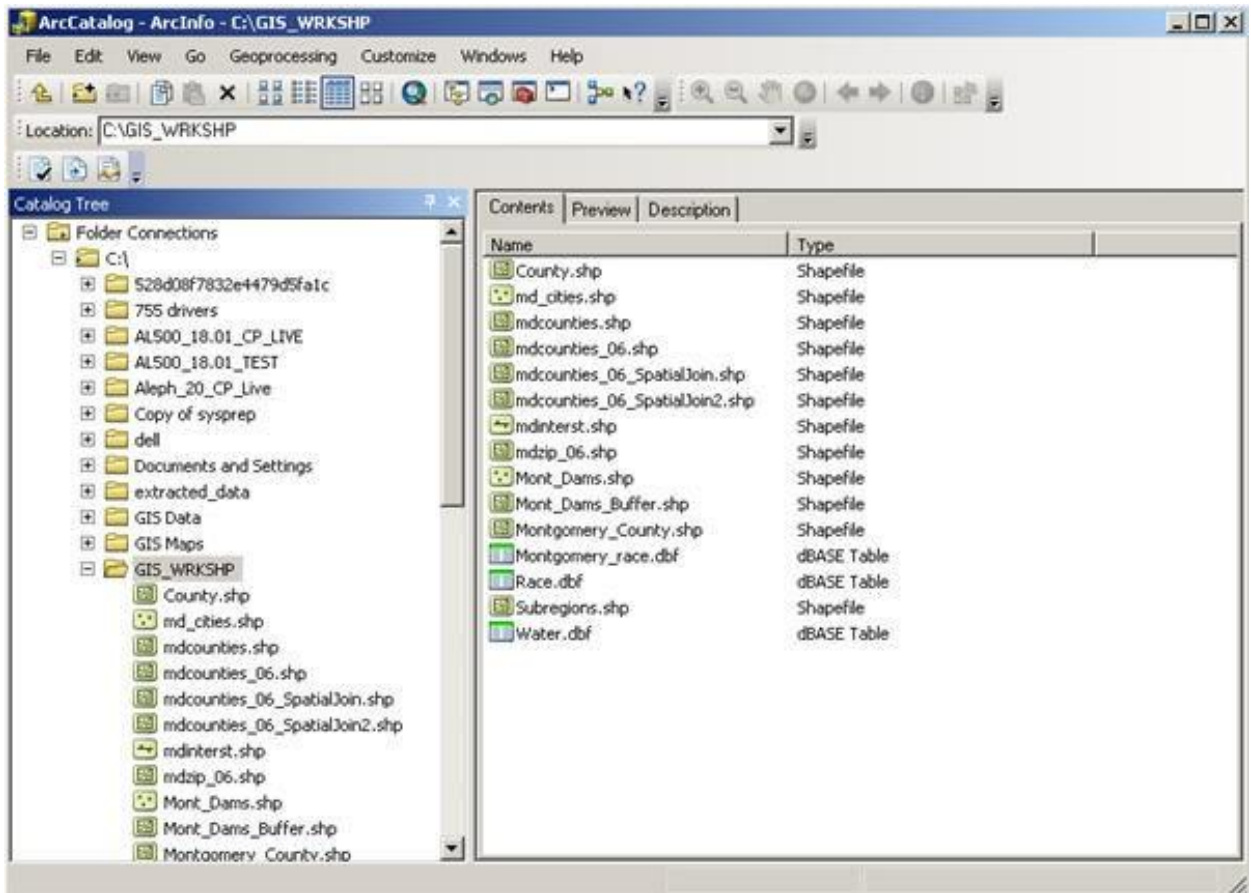 ArcCatalog - ArcInfo - C:\GIS_WRKSHP
File Edit View Go Geoprocessing Customize Windows Help
Location: C:\GIS_WRKSHP
Catalog Tree
Folder Connections
C:\
528d08f7832e4479d5fa1c
755 drivers
AL500_18.01_CP_LIVE
AL500_18.01_TEST
Aleph_20_CP_Live
Copy of sysprep
dell
Documents and Settings
extracted_data
GIS Data
GIS Maps
GIS_WRKSHP
County.shp
md_cities.shp
mdcounties.shp
mdcounties_06.shp
mdcounties_06_SpatialJoin.shp
mdcounties_06_SpatialJoin2.shp
mdinterst.shp
mdzip_06.shp
Mont_Dams.shp
Mont_Dams_Buffer.shp
Montgomery_County.shp
Contents Preview Description
Name Type
County.shp Shapefile
md_cities.shp Shapefile
mdcounties.shp Shapefile
mdcounties_06.shp Shapefile
mdcounties_06_SpatialJoin.shp Shapefile
mdcounties_06_SpatialJoin2.shp Shapefile
mdinterst.shp Shapefile
mdzip_06.shp Shapefile
Mont_Dams.shp Shapefile
Mont_Dams_Buffer.shp Shapefile
Montgomery_County.shp Shapefile
Montgomery_race.dbf dBASE Table
Race.dbf dBASE Table
Subregions.shp Shapefile
Water.dbf dBASE Table